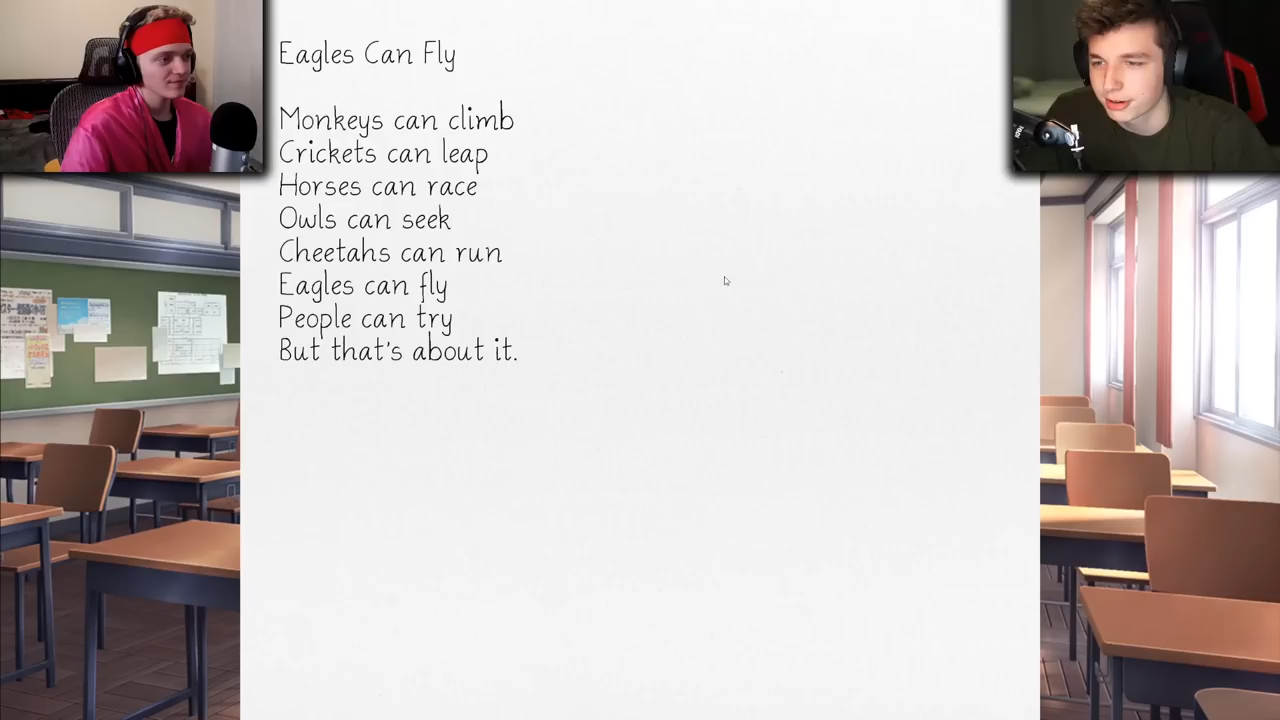 Eagles Can Fly
Monkeys can climb
Crickets can leap
Horses can race
Owls can seek
Cheetahs can run
Eagles can fly
People can try
But that's about it.